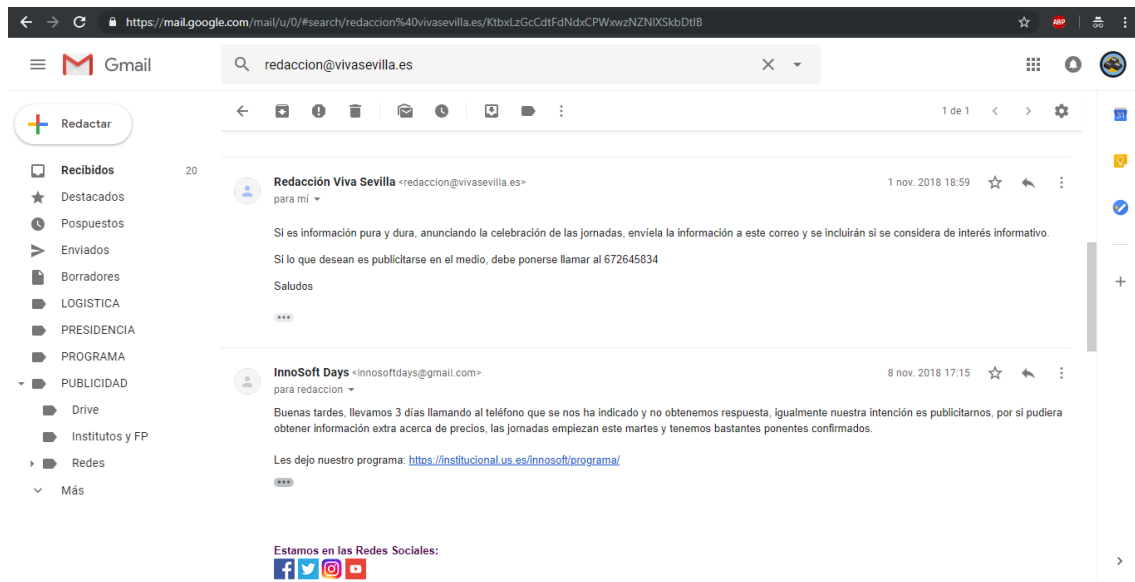 https://mail.google.com/mail/u/0/#search/redaccion%40vivasevilla.es/KtbxLzGcCdtFdNdxCPWxwzNZNlXSkbDtlB
ABP
Gmail
redaccion@vivasevilla.es
Redactar
1 de 1
31
Recibidos 20
Destacados
Pospuestos
Enviados
Borradores
LOGISTICA
PRESIDENCIA
PROGRAMA
PUBLICIDAD
Drive
Institutos y FP
Redes
Más
Redacción Viva Sevilla <redaccion@vivasevilla.es> 1 nov. 2018 18:59
para mí
Si es información pura y dura, anunciando la celebración de las jornadas, envíela la información a este correo y se incluirán si se considera de interés informativo.
Si lo que desean es publicitarse en el medio, debe ponerse llamar al 672645834
Saludos
InnoSoft Days <innosoftdays@gmail.com> 8 nov. 2018 17:15
para redaccion
Buenas tardes, llevamos 3 días llamando al teléfono que se nos ha indicado y no obtenemos respuesta, igualmente nuestra intención es publicitarnos, por si pudiera
obtener información extra acerca de precios, las jornadas empiezan este martes y tenemos bastantes ponentes confirmados.
Les dejo nuestro programa: https://institucional.us.es/innosoft/programa/
Estamos en las Redes Sociales: